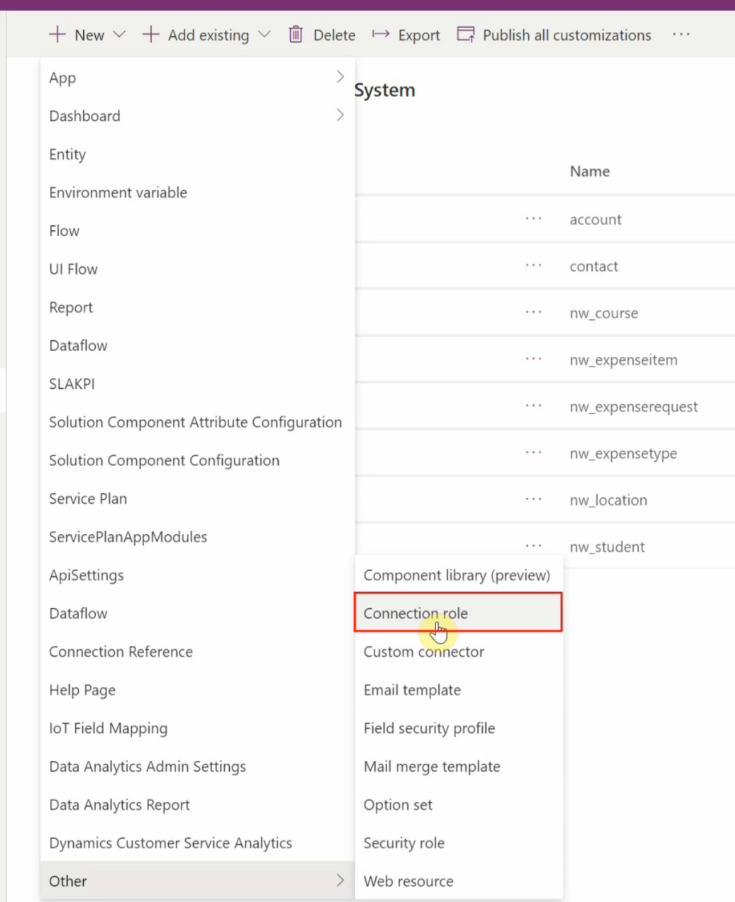 New
Add existing
Delete
Export
Publish all customizations
System
App
Dashboard
Entity
Environment variable
Flow
UI Flow
Report
Dataflow
SLAKPI
Solution Component Attribute Configuration
Solution Component Configuration
Service Plan
ServicePlanAppModules
ApiSettings
Dataflow
Connection Reference
Help Page
IoT Field Mapping
Data Analytics Admin Settings
Data Analytics Report
Dynamics Customer Service Analytics
Other
Component library (preview)
Connection role
Custom connector
Email template
Field security profile
Mail merge template
Option set
Security role
Web resource
Name
account
contact
nw_course
nw_expenseitem
nw_expenserequest
nw_expensetype
nw_location
nw_student